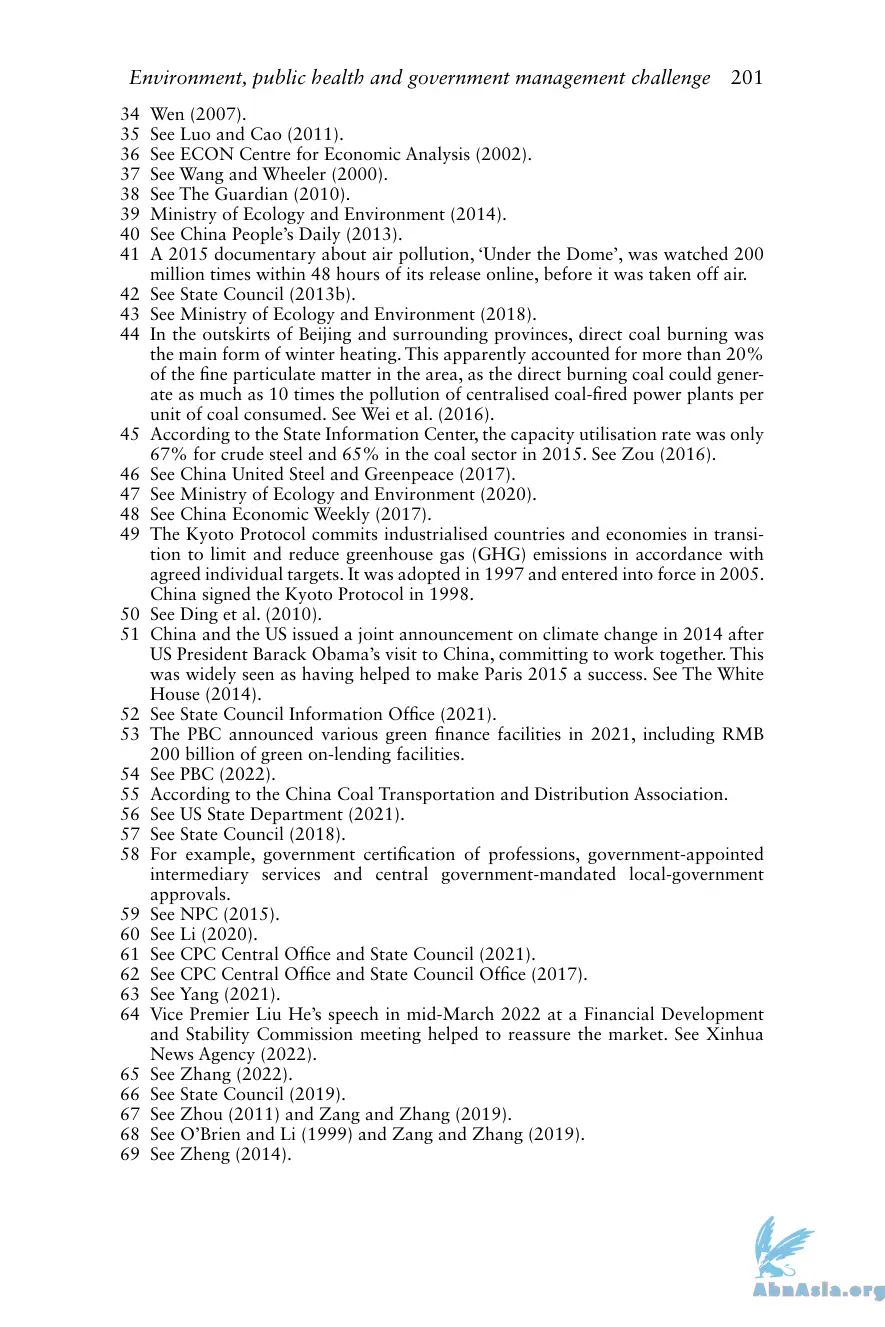 Environment, public health and government management challenge 201
34 Wen (2007).
35 See Luo and Cao (2011).
36 See ECON Centre for Economic Analysis (2002).
37 See Wang and Wheeler (2000).
38 See The Guardian (2010).
39 Ministry of Ecology and Environment (2014).
40 See China People’s Daily (2013).
41 A 2015 documentary about air pollution, ‘Under the Dome’, was watched 200
million times within 48 hours of its release online, before it was taken off air.
42 See State Council (2013b).
43 See Ministry of Ecology and Environment (2018).
44 In the outskirts of Beijing and surrounding provinces, direct coal burning was
the main form of winter heating. This apparently accounted for more than 20%
of the fine particulate matter in the area, as the direct burning coal could gener-
ate as much as 10 times the pollution of centralised coal-fired power plants per
unit of coal consumed. See Wei et al. (2016).
45 According to the State Information Center, the capacity utilisation rate was only
67% for crude steel and 65% in the coal sector in 2015. See Zou (2016).
46 See China United Steel and Greenpeace (2017).
47 See Ministry of Ecology and Environment (2020).
48 See China Economic Weekly (2017).
49 The Kyoto Protocol commits industrialised countries and economies in transi-
tion to limit and reduce greenhouse gas (GHG) emissions in accordance with
agreed individual targets. It was adopted in 1997 and entered into force in 2005.
China signed the Kyoto Protocol in 1998.
50 See Ding et al. (2010).
51 China and the US issued a joint announcement on climate change in 2014 after
US President Barack Obama’s visit to China, committing to work together. This
was widely seen as having helped to make Paris 2015 a success. See The White
House (2014).
52 See State Council Information Office (2021).
53 The PBC announced various green finance facilities in 2021, including RMB
200 billion of green on-lending facilities.
54 See PBC (2022).
55 According to the China Coal Transportation and Distribution Association.
56 See US State Department (2021).
57 See State Council (2018).
58 For example, government certification of professions, government-appointed
intermediary services and central government-mandated local-government
approvals.
59 See NPC (2015).
60 See Li (2020).
61 See CPC Central Office and State Council (2021).
62 See CPC Central Office and State Council Office (2017).
63 See Yang (2021).
64 Vice Premier Liu He’s speech in mid-March 2022 at a Financial Development
and Stability Commission meeting helped to reassure the market. See Xinhua
News Agency (2022).
65 See Zhang (2022).
66 See State Council (2019).
67 See Zhou (2011) and Zang and Zhang (2019).
68 See O’Brien and Li (1999) and Zang and Zhang (2019).
69 See Zheng (2014).
AbnAsia.org